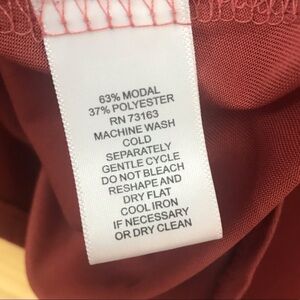 63% MODAL
37% POLYESTER
RN 73163
MACHINE WASH
COLD
SEPARATELY
GENTLE CYCLE
DO NOT BLEACH
RESHAPE AND
DRY FLAT
COOL IRON
IF NECESSARY
OR DRY CLEAN